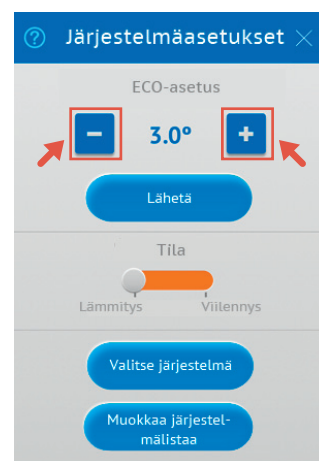 ? Järjestelmäasetukset ×
ECO-asetus
− 3.0° +
Lähetä
Tila
Lämmitys Viilennys
Valitse järjestelmä
Muokkaa järjestel-
mälistaa